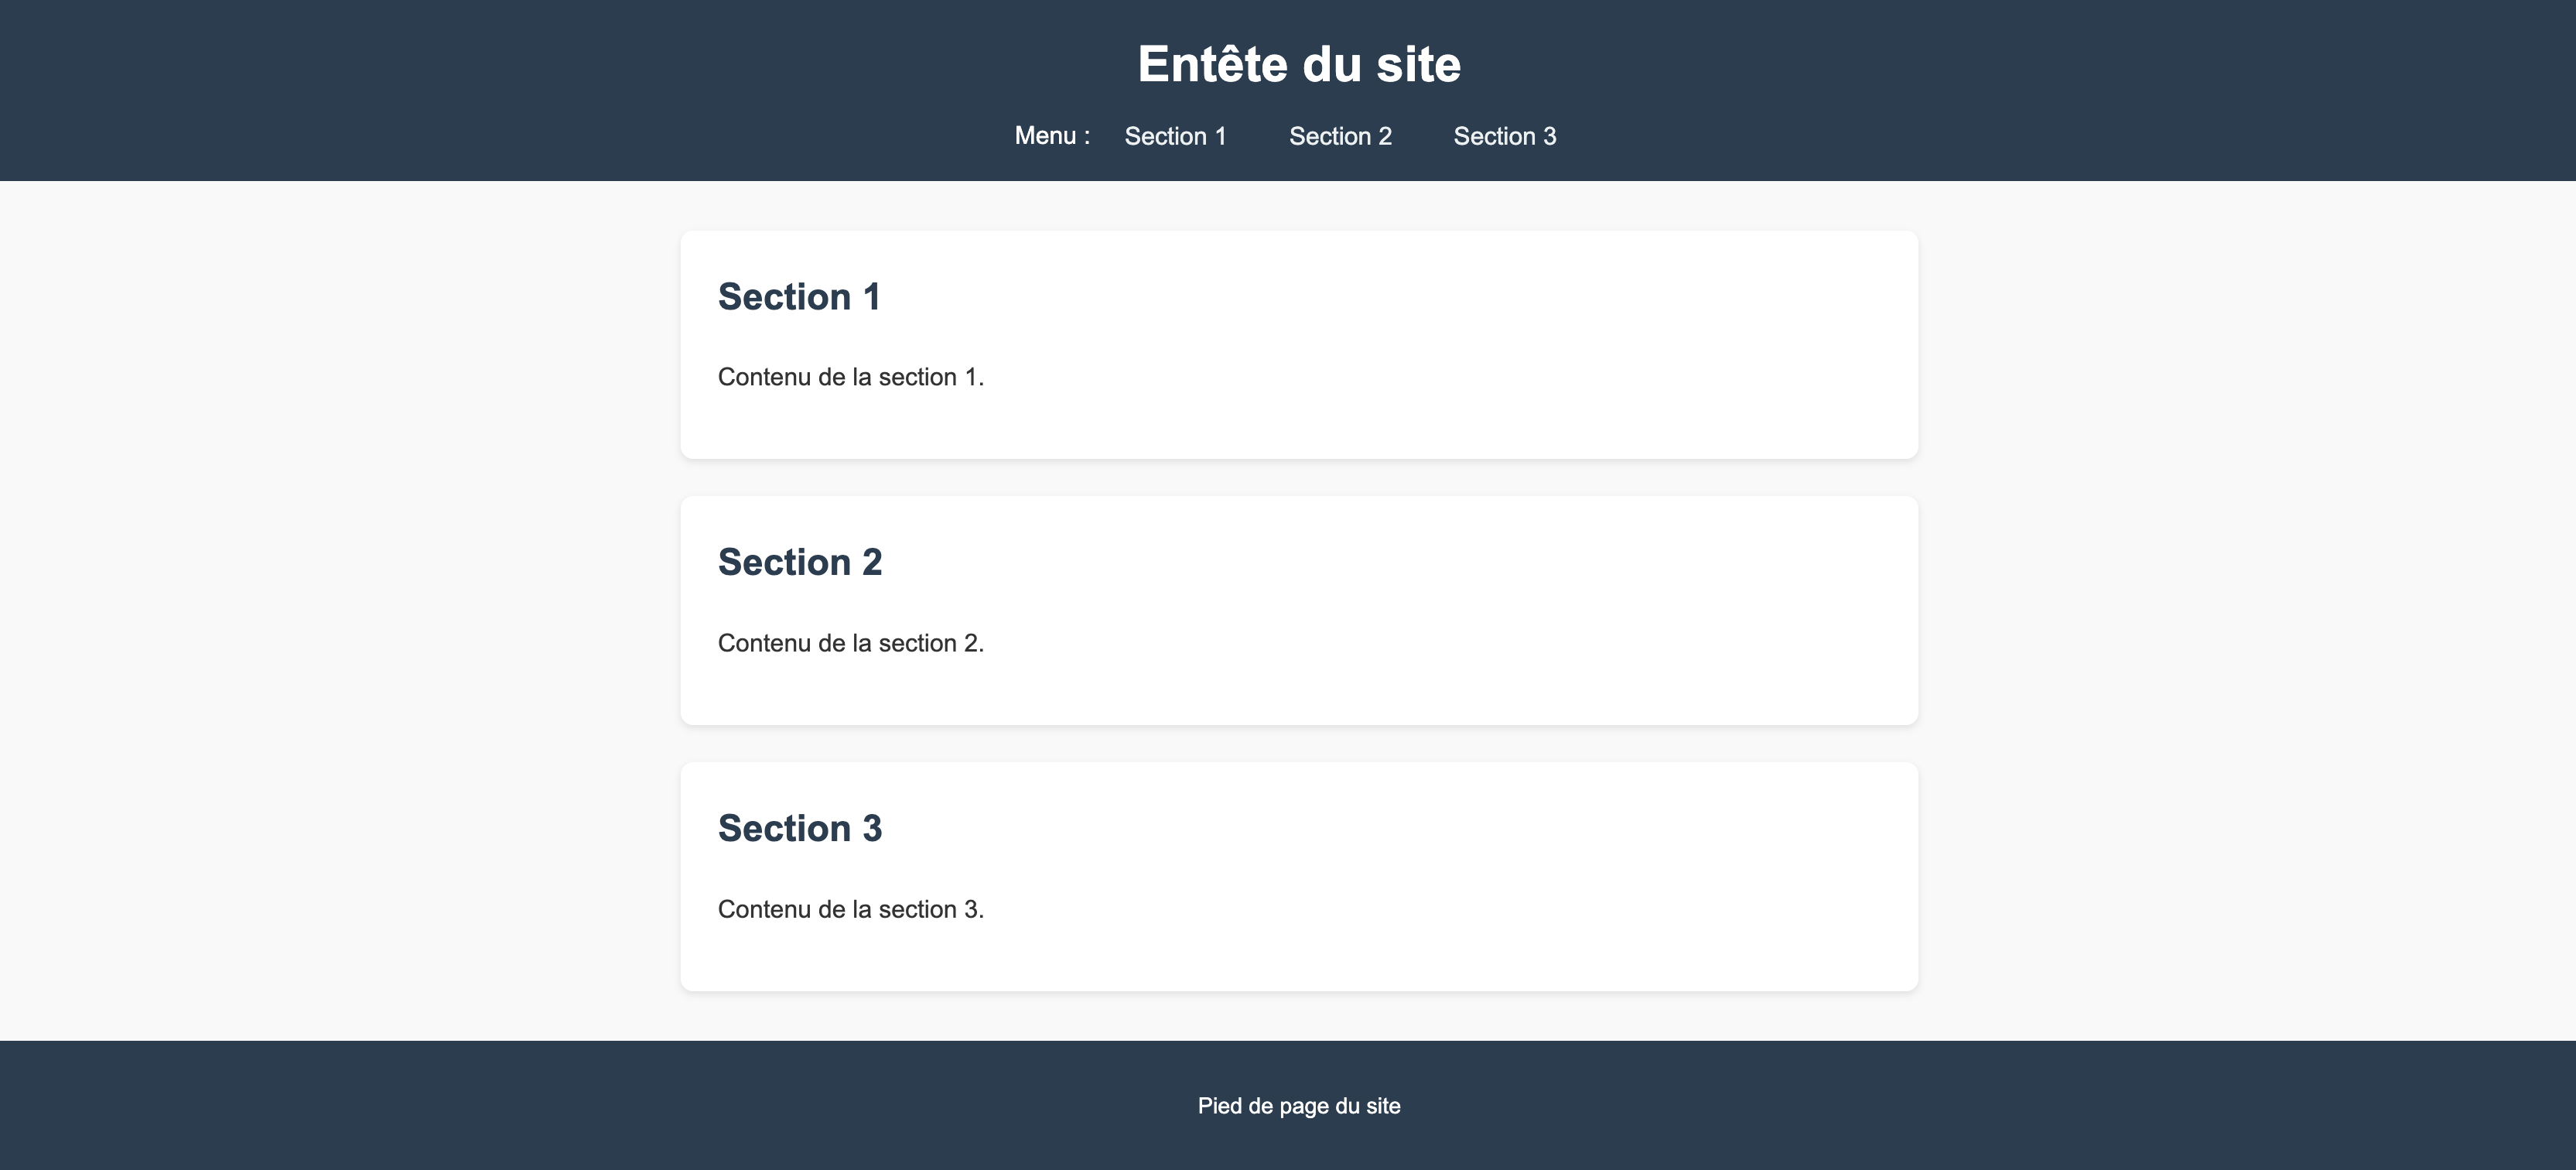 Entête du site
Menu : Section 1 Section 2 Section 3
Section 1
Contenu de la section 1.
Section 2
Contenu de la section 2.
Section 3
Contenu de la section 3.
Pied de page du site